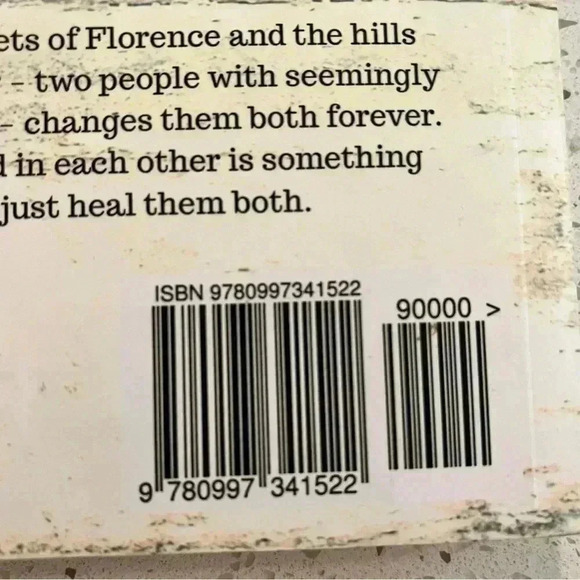 ets of Florence and the hills
– two people with seemingly
– changes them both forever.
d in each other is something
just heal them both.
ISBN 9780997341522
90000 >
9 780997 341522